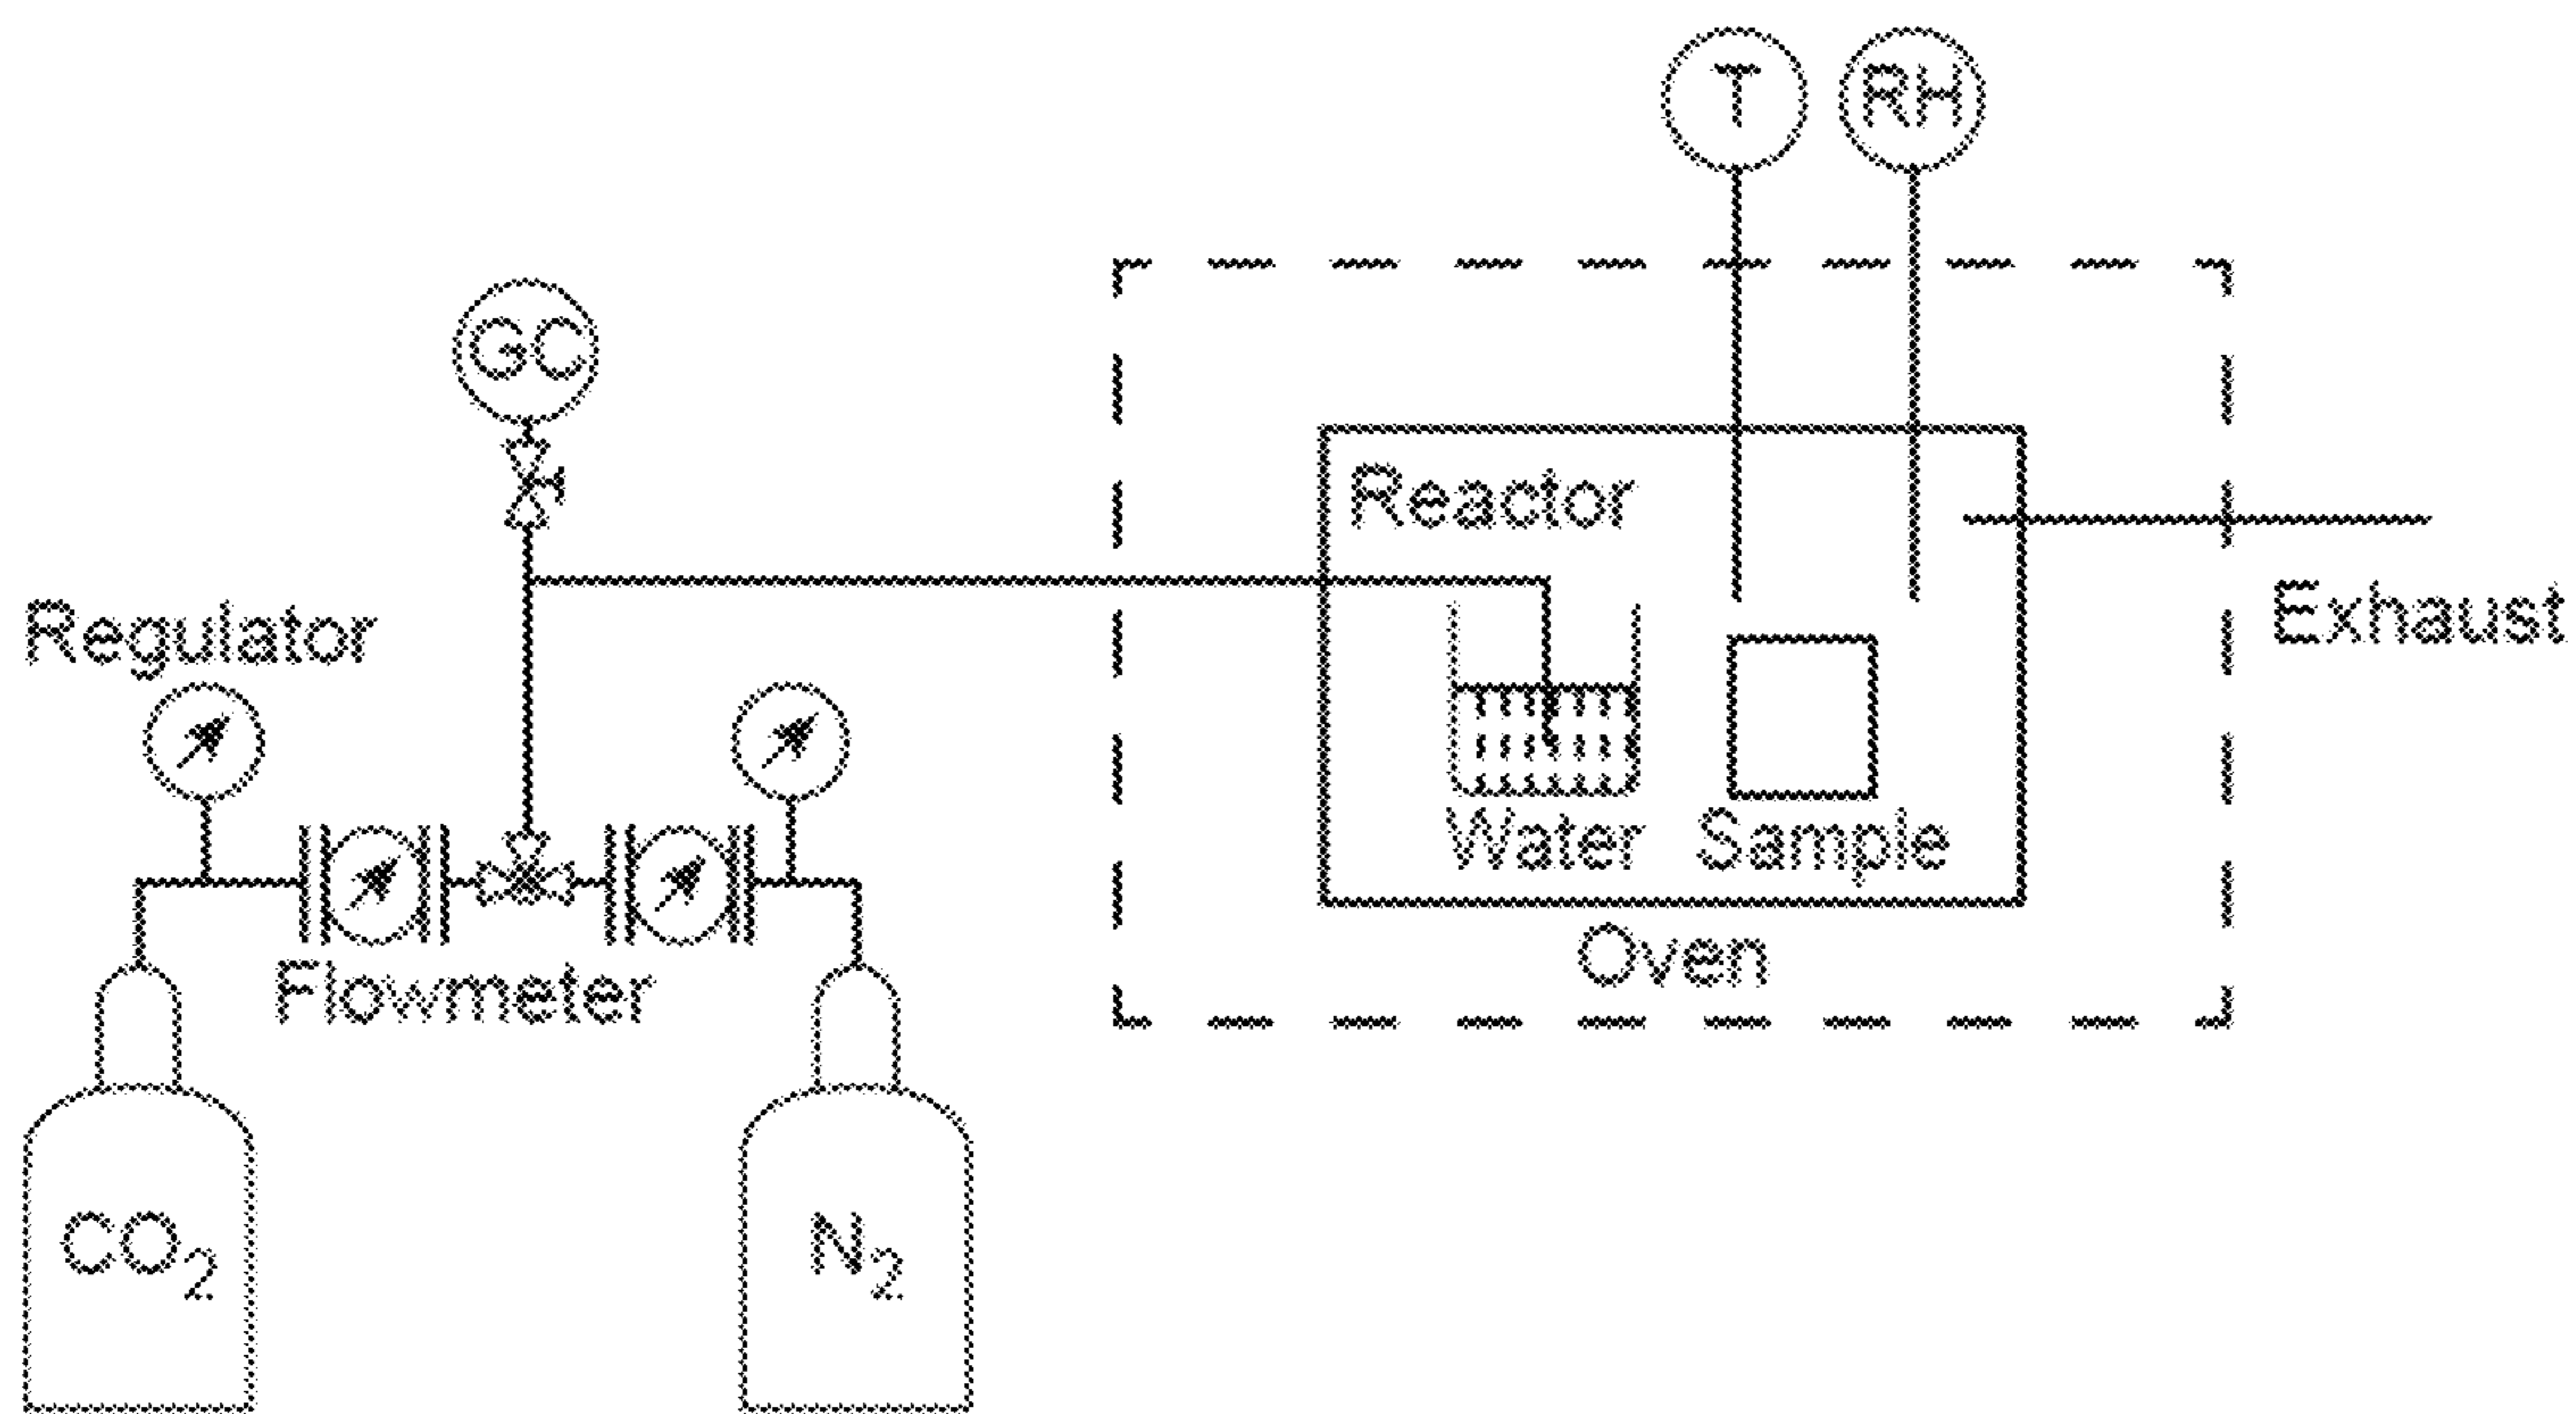 T
RH
GC
Reactor
Regulator
Exhaust
Water
Sample
Oven
Flowmeter
CO₂
N₂